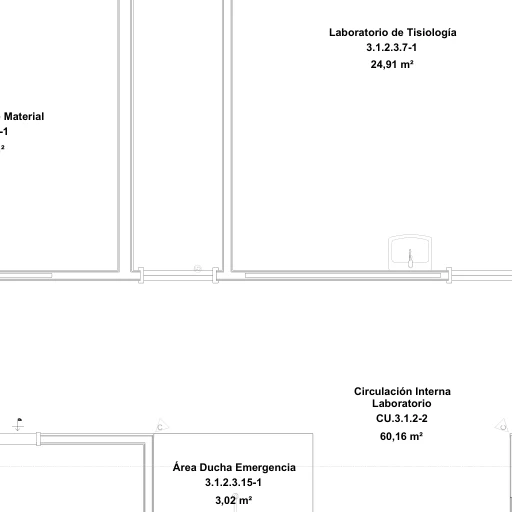 Laboratorio de Tisiología
3.1.2.3.7-1
24,91 m²
Material
-1
²
Circulación Interna
Laboratorio
CU.3.1.2-2
60,16 m²
Área Ducha Emergencia
3.1.2.3.15-1
3,02 m²